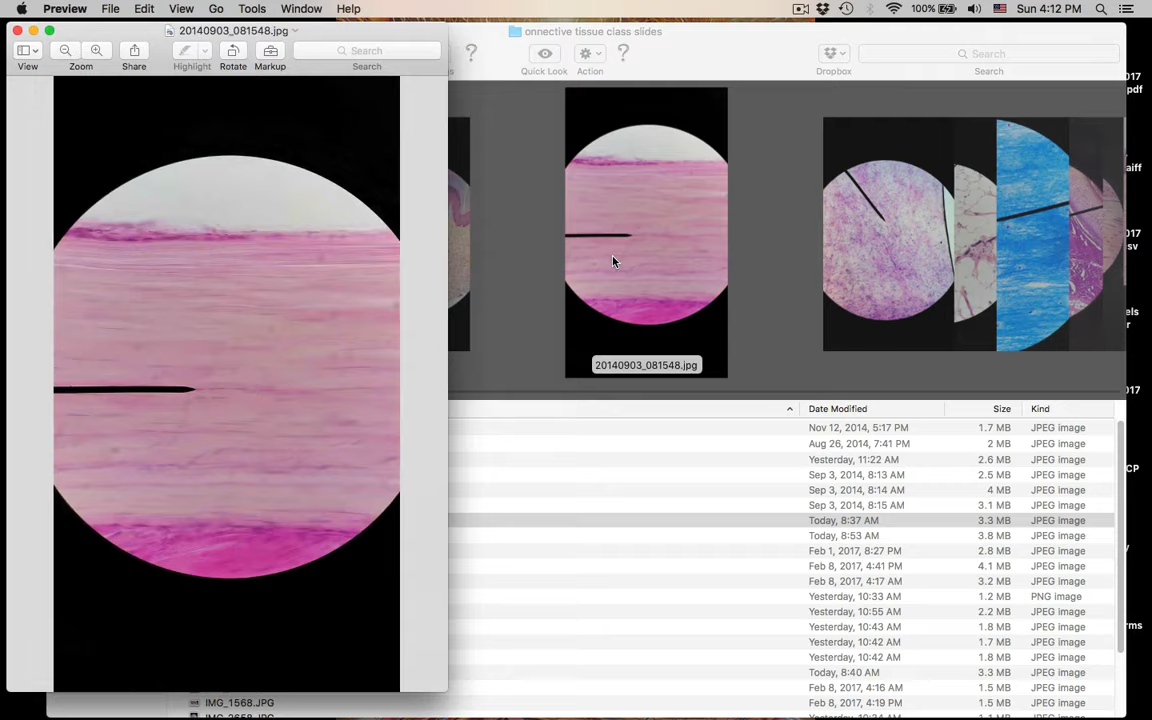 Preview File Edit View Go Tools Window Help 100% Sun 4:12 PM
20140903_081548.jpg
View Zoom Share Highlight Rotate Markup Search
Search
onnective tissue class slides
Quick Look Action Dropbox Search
Search
20140903_081548.jpg
Date Modified Size Kind
Nov 12, 2014, 5:17 PM 1.7 MB JPEG image
Aug 26, 2014, 7:41 PM 2 MB JPEG image
Yesterday, 11:22 AM 2.6 MB JPEG image
Sep 3, 2014, 8:13 AM 2.5 MB JPEG image
Sep 3, 2014, 8:14 AM 4 MB JPEG image
Sep 3, 2014, 8:15 AM 3.1 MB JPEG image
Today, 8:37 AM 3.3 MB JPEG image
Today, 8:53 AM 3.8 MB JPEG image
Feb 1, 2017, 8:27 PM 2.8 MB JPEG image
Feb 8, 2017, 4:41 PM 4.1 MB JPEG image
Feb 8, 2017, 4:17 AM 3.2 MB JPEG image
Yesterday, 10:33 AM 1.2 MB PNG image
Yesterday, 10:55 AM 2.2 MB JPEG image
Yesterday, 10:43 AM 1.8 MB JPEG image
Yesterday, 10:42 AM 1.7 MB JPEG image
Yesterday, 10:42 AM 1.8 MB JPEG image
Today, 8:40 AM 3.3 MB JPEG image
Feb 8, 2017, 4:16 AM 1.5 MB JPEG image
IMG_1568.JPG Feb 8, 2017, 4:19 PM 1.5 MB JPEG image
017
pdf
aiff
017
sv
els
r
017
CP
rms